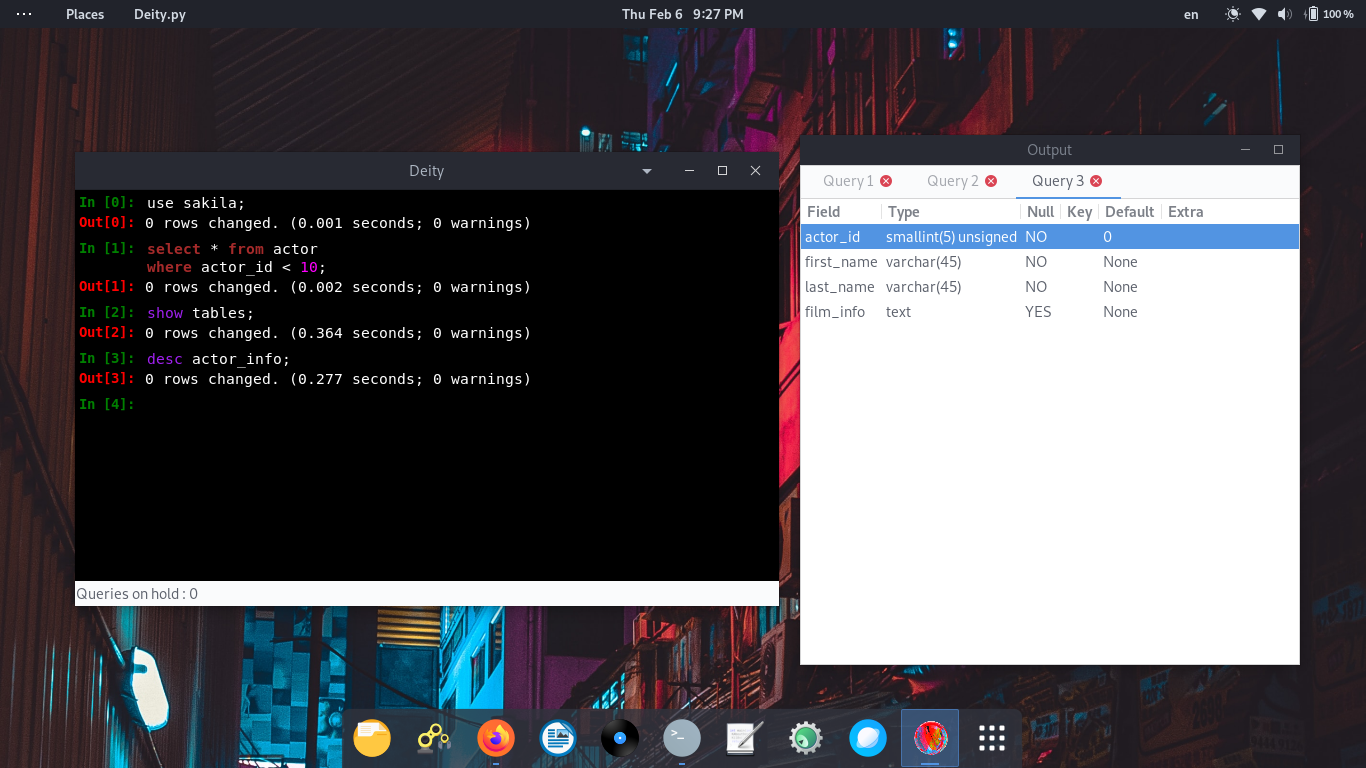 Places Deity.py Thu Feb 6 9:27 PM en 100 %
Deity
In [0]: use sakila;
Out[0]: 0 rows changed. (0.001 seconds; 0 warnings)
In [1]: select * from actor
where actor_id < 10;
Out[1]: 0 rows changed. (0.002 seconds; 0 warnings)
In [2]: show tables;
Out[2]: 0 rows changed. (0.364 seconds; 0 warnings)
In [3]: desc actor_info;
Out[3]: 0 rows changed. (0.277 seconds; 0 warnings)
In [4]:
Queries on hold : 0
Output
Query 1 Query 2 Query 3
Field Type Null Key Default Extra
actor_id smallint(5) unsigned NO 0
first_name varchar(45) NO None
last_name varchar(45) NO None
film_info text YES None
>_